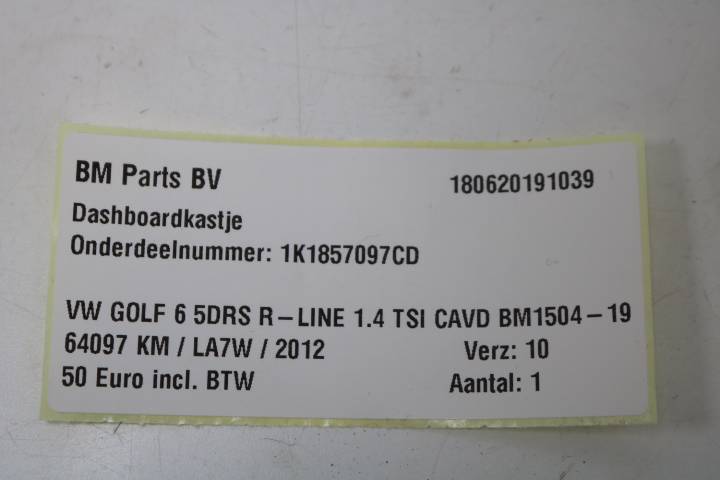 BM Parts BV 180620191039
Dashboardkastje
Onderdeelnummer: 1K1857097CD
VW GOLF 6 5DRS R-LINE 1.4 TSI CAVD BM1504-19
64097 KM / LA7W / 2012 Verz: 10
50 Euro incl. BTW Aantal: 1